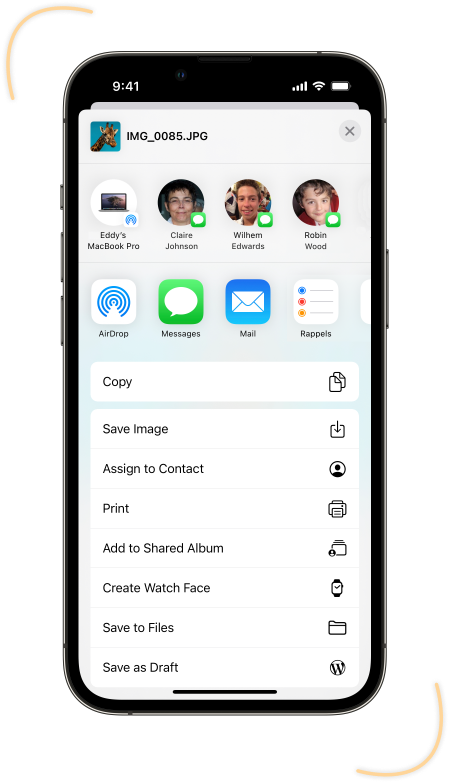 9:41
IMG_0085.JPG
Eddy's
MacBook Pro
Claire
Johnson
Wilhem
Edwards
Robin
Wood
AirDrop
Messages
Mail
Rappels
Copy
Save Image
Assign to Contact
Print
Add to Shared Album
Create Watch Face
Save to Files
Save as Draft